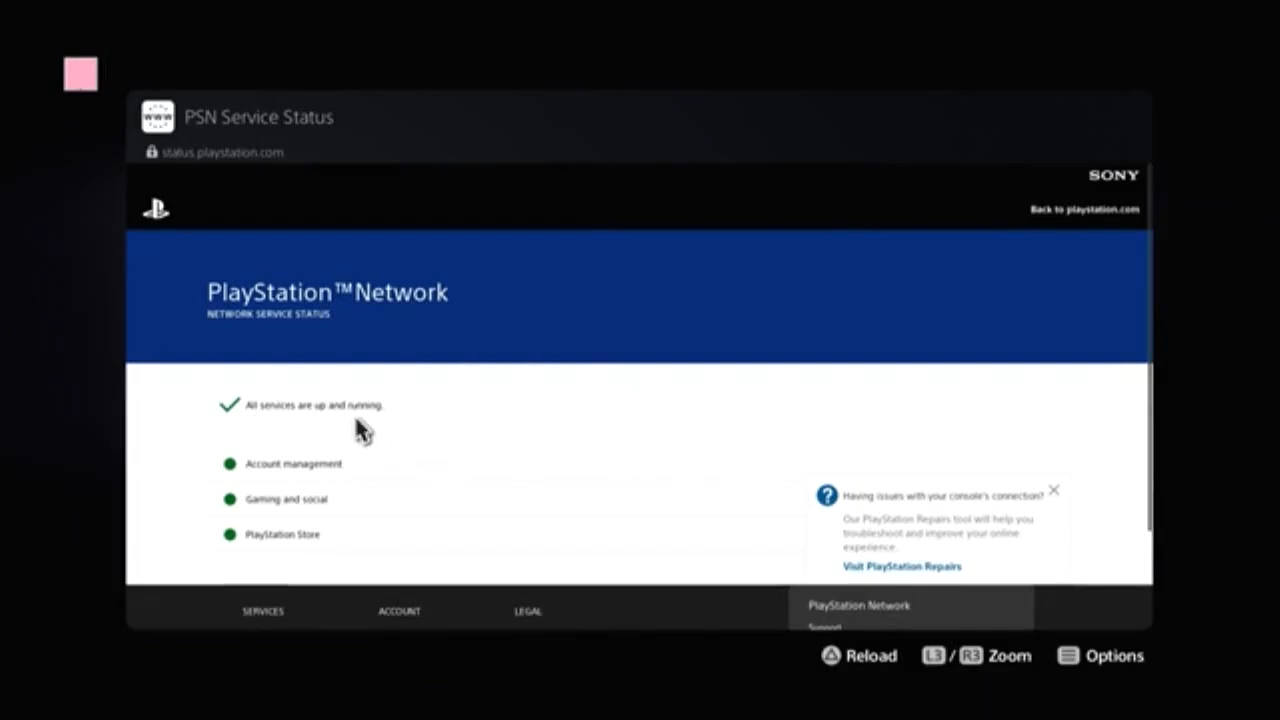 www
PSN Service Status
status.playstation.com
SONY
Back to playstation.com
PlayStation™Network
NETWORK SERVICE STATUS
All services are up and running.
Account management
Gaming and social
PlayStation Store
? Having issues with your console's connection?
Our PlayStation Repairs tool will help you
troubleshoot and improve your online
experience.
Visit PlayStation Repairs
SERVICES ACCOUNT LEGAL
PlayStation Network
Support
Reload L3 / R3 Zoom Options